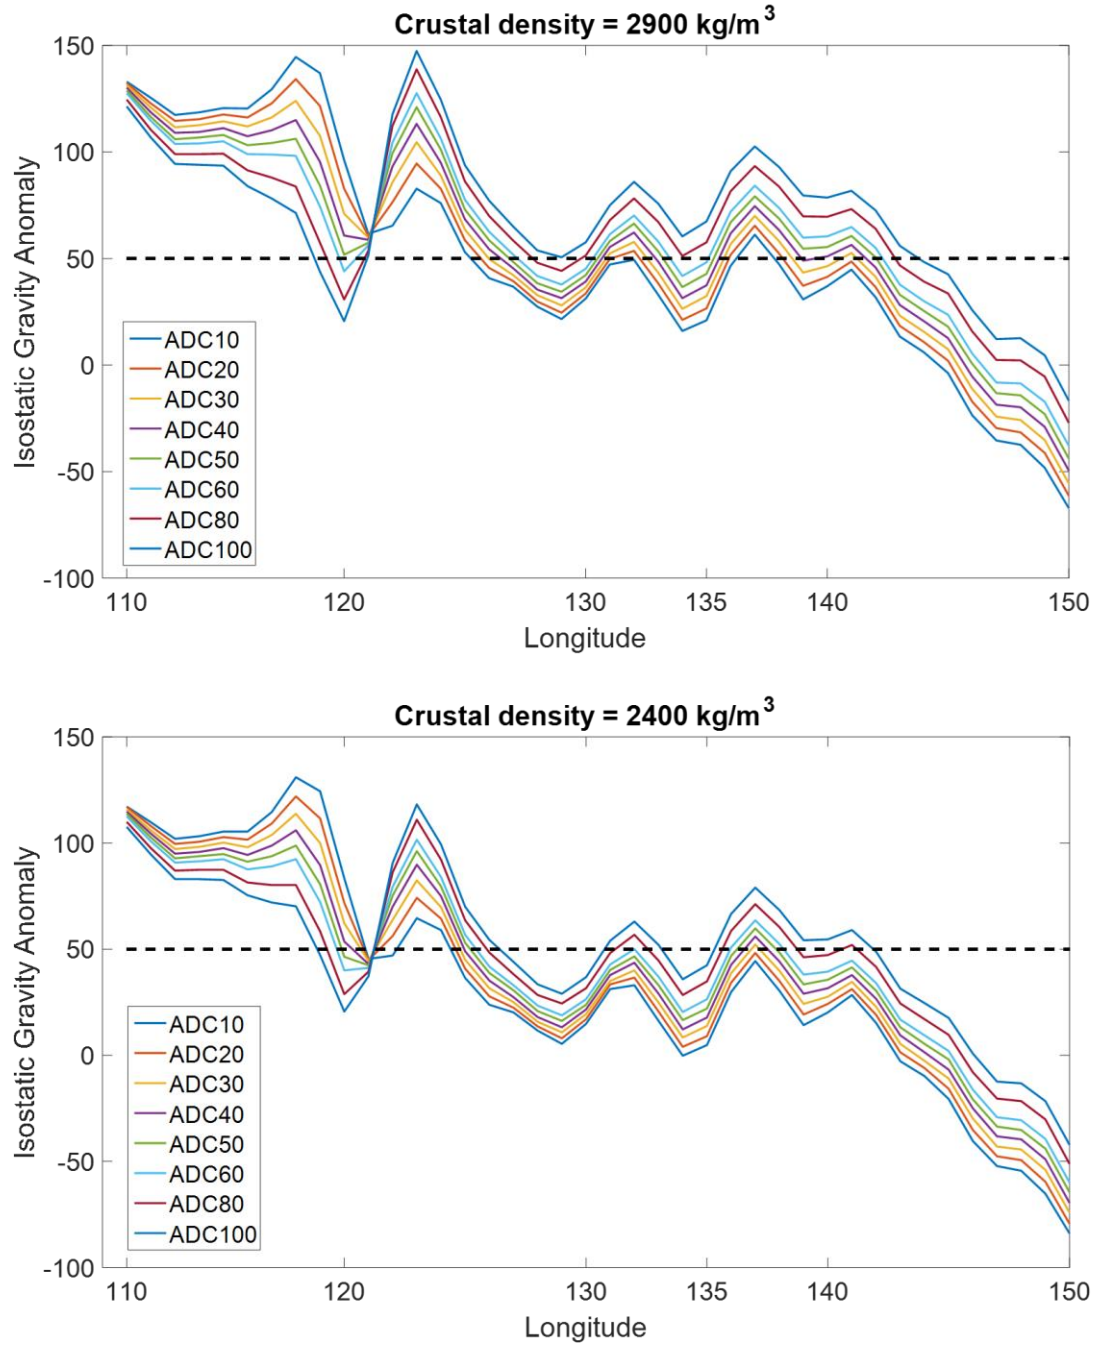 Crustal density = 2900 kg/m³
Isostatic Gravity Anomaly
150
100
50
0
-50
-100
ADC10
ADC20
ADC30
ADC40
ADC50
ADC60
ADC80
ADC100
110 120 130 135 140 150
Longitude
Crustal density = 2400 kg/m³
Isostatic Gravity Anomaly
150
100
50
0
-50
-100
ADC10
ADC20
ADC30
ADC40
ADC50
ADC60
ADC80
ADC100
110 120 130 135 140 150
Longitude